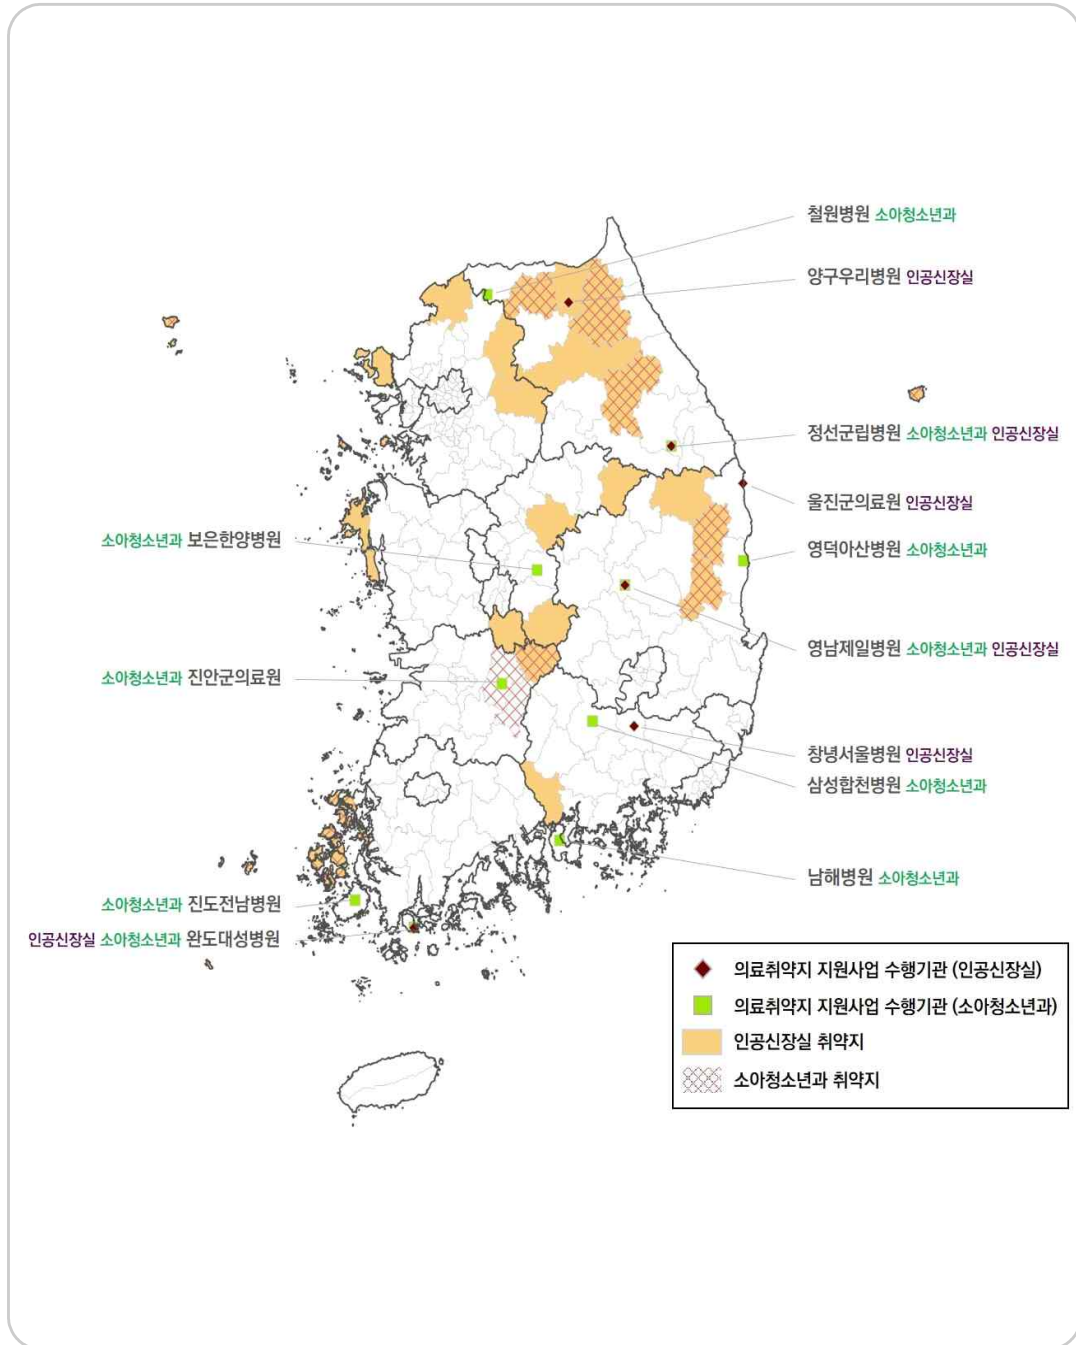 철원병원 소아청소년과
양구우리병원 인공신장실
정선군립병원 소아청소년과 인공신장실
울진군의료원 인공신장실
소아청소년과 보은한양병원
영덕아산병원 소아청소년과
영남제일병원 소아청소년과 인공신장실
소아청소년과 진안군의료원
창녕서울병원 인공신장실
삼성합천병원 소아청소년과
남해병원 소아청소년과
소아청소년과 진도전남병원
인공신장실 소아청소년과 완도대성병원
의료취약지 지원사업 수행기관 (인공신장실)
의료취약지 지원사업 수행기관 (소아청소년과)
인공신장실 취약지
소아청소년과 취약지